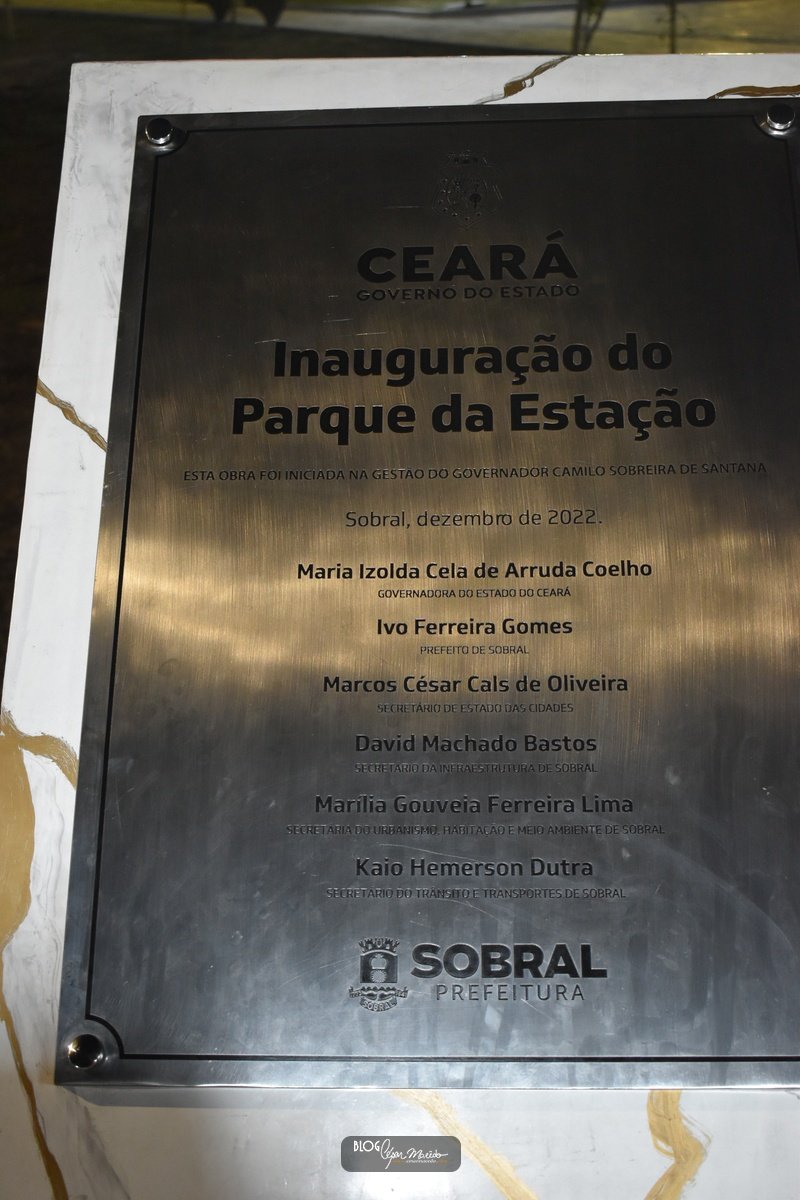 CEARÁ
GOVERNO DO ESTADO
Inauguração do
Parque da Estação
ESTA OBRA FOI INICIADA NA GESTÃO DO GOVERNADOR CAMILO SOBREIRA DE SANTANA
Sobral, dezembro de 2022.
Maria Izolda Cela de Arruda Coelho
GOVERNADORA DO ESTADO DO CEARÁ
Ivo Ferreira Gomes
PREFEITO DE SOBRAL
Marcos César Cals de Oliveira
SECRETÁRIO DE ESTADO DAS CIDADES
David Machado Bastos
SECRETÁRIO DA INFRAESTRUTURA DE SOBRAL
Marília Gouveia Ferreira Lima
SECRETÁRIA DO URBANISMO, HABITAÇÃO E MEIO AMBIENTE DE SOBRAL
Kaio Hemerson Dutra
SECRETÁRIO DO TRÂNSITO E TRANSPORTES DE SOBRAL
SOBRAL
PREFEITURA
SOBRAL
BLOG César Macêdo